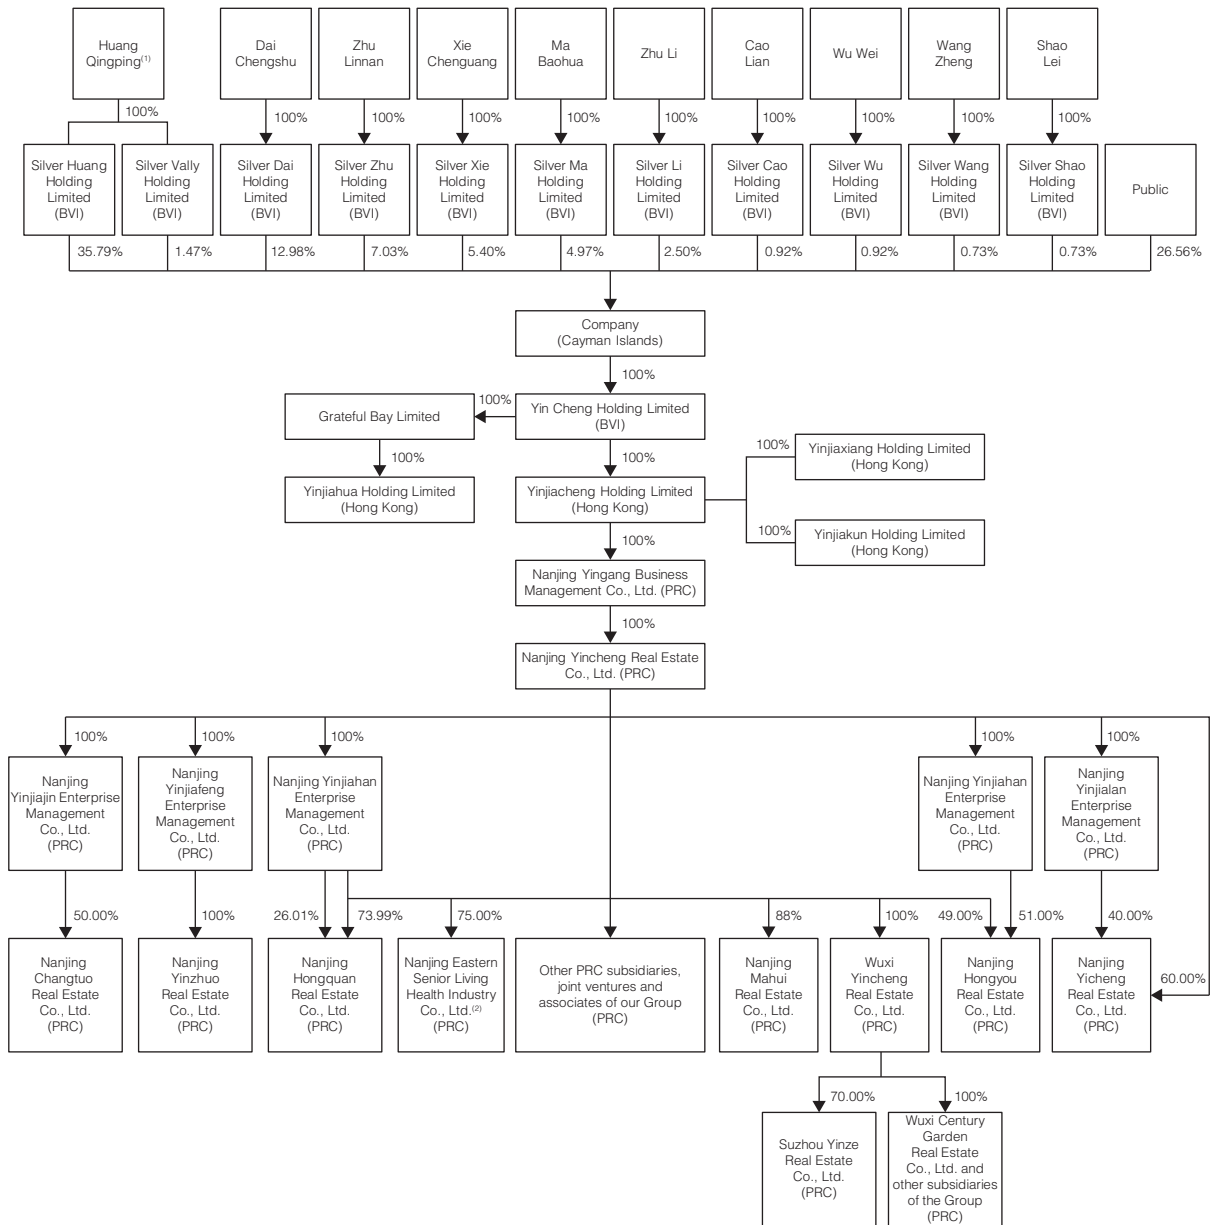 Huang
Qingping(1)
Dai
Chengshu
Zhu
Linnan
Xie
Chenguang
Ma
Baohua
Zhu Li
Cao
Lian
Wu Wei
Wang
Zheng
Shao
Lei
100%
100%
100%
100%
100%
100%
100%
100%
100%
100%
Silver Huang
Holding
Limited
(BVI)
Silver Vally
Holding
Limited
(BVI)
Silver Dai
Holding
Limited
(BVI)
Silver Zhu
Holding
Limited
(BVI)
Silver Xie
Holding
Limited
(BVI)
Silver Ma
Holding
Limited
(BVI)
Silver Li
Holding
Limited
(BVI)
Silver Cao
Holding
Limited
(BVI)
Silver Wu
Holding
Limited
(BVI)
Silver Wang
Holding
Limited
(BVI)
Silver Shao
Holding
Limited
(BVI)
Public
35.79%
1.47%
12.98%
7.03%
5.40%
4.97%
2.50%
0.92%
0.92%
0.73%
0.73%
26.56%
Company
(Cayman Islands)
100%
Grateful Bay Limited
100%
Yin Cheng Holding Limited
(BVI)
100%
100%
Yinjiahua Holding Limited
(Hong Kong)
Yinjiacheng Holding Limited
(Hong Kong)
100%
Yinjiaxiang Holding Limited
(Hong Kong)
100%
Yinjiakun Holding Limited
(Hong Kong)
100%
Nanjing Yingang Business
Management Co., Ltd. (PRC)
100%
Nanjing Yincheng Real Estate
Co., Ltd. (PRC)
100%
100%
100%
100%
100%
Nanjing
Yinjiajin Enterprise
Management
Co., Ltd.
(PRC)
Nanjing
Yinjiafeng
Enterprise
Management
Co., Ltd.
(PRC)
Nanjing Yinjiahan
Enterprise
Management
Co., Ltd.
(PRC)
Nanjing Yinjiahan
Enterprise
Management
Co., Ltd.
(PRC)
Nanjing
Yinjialan
Enterprise
Management
Co., Ltd.
(PRC)
50.00%
100%
26.01%
73.99%
75.00%
88%
100%
49.00%
51.00%
40.00%
Nanjing
Changtuo
Real Estate
Co., Ltd.
(PRC)
Nanjing
Yinzhuo
Real Estate
Co., Ltd.
(PRC)
Nanjing
Hongquan
Real Estate
Co., Ltd.
(PRC)
Nanjing Eastern
Senior Living
Health Industry
Co., Ltd.(2)
(PRC)
Other PRC subsidiaries,
joint ventures and
associates of our Group
(PRC)
Nanjing
Mahui
Real Estate
Co., Ltd.
(PRC)
Wuxi
Yincheng
Real Estate
Co., Ltd.
(PRC)
Nanjing
Hongyou
Real Estate
Co., Ltd.
(PRC)
Nanjing
Yicheng
Real Estate
Co., Ltd.
(PRC)
60.00%
70.00%
100%
Suzhou Yinze
Real Estate
Co., Ltd.
(PRC)
Wuxi Century
Garden
Real Estate
Co., Ltd. and
other subsidiaries
of the Group
(PRC)